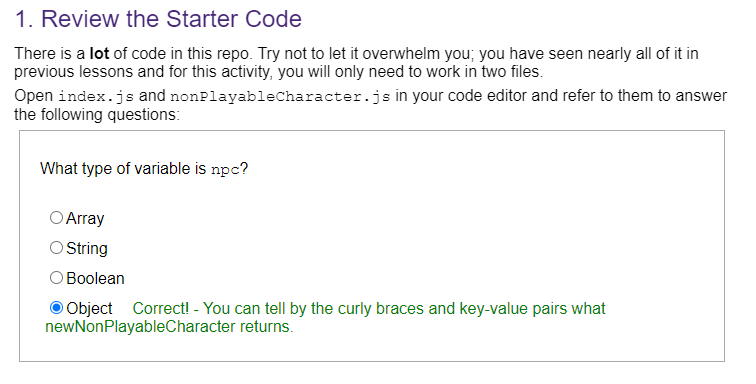 1. Review the Starter Code
There is a lot of code in this repo. Try not to let it overwhelm you; you have seen nearly all of it in
previous lessons and for this activity, you will only need to work in two files.
Open index.js and nonPlayableCharacter.js in your code editor and refer to them to answer
the following questions:
What type of variable is npc?
Array
String
Boolean
Object Correct! - You can tell by the curly braces and key-value pairs what
newNonPlayableCharacter returns.